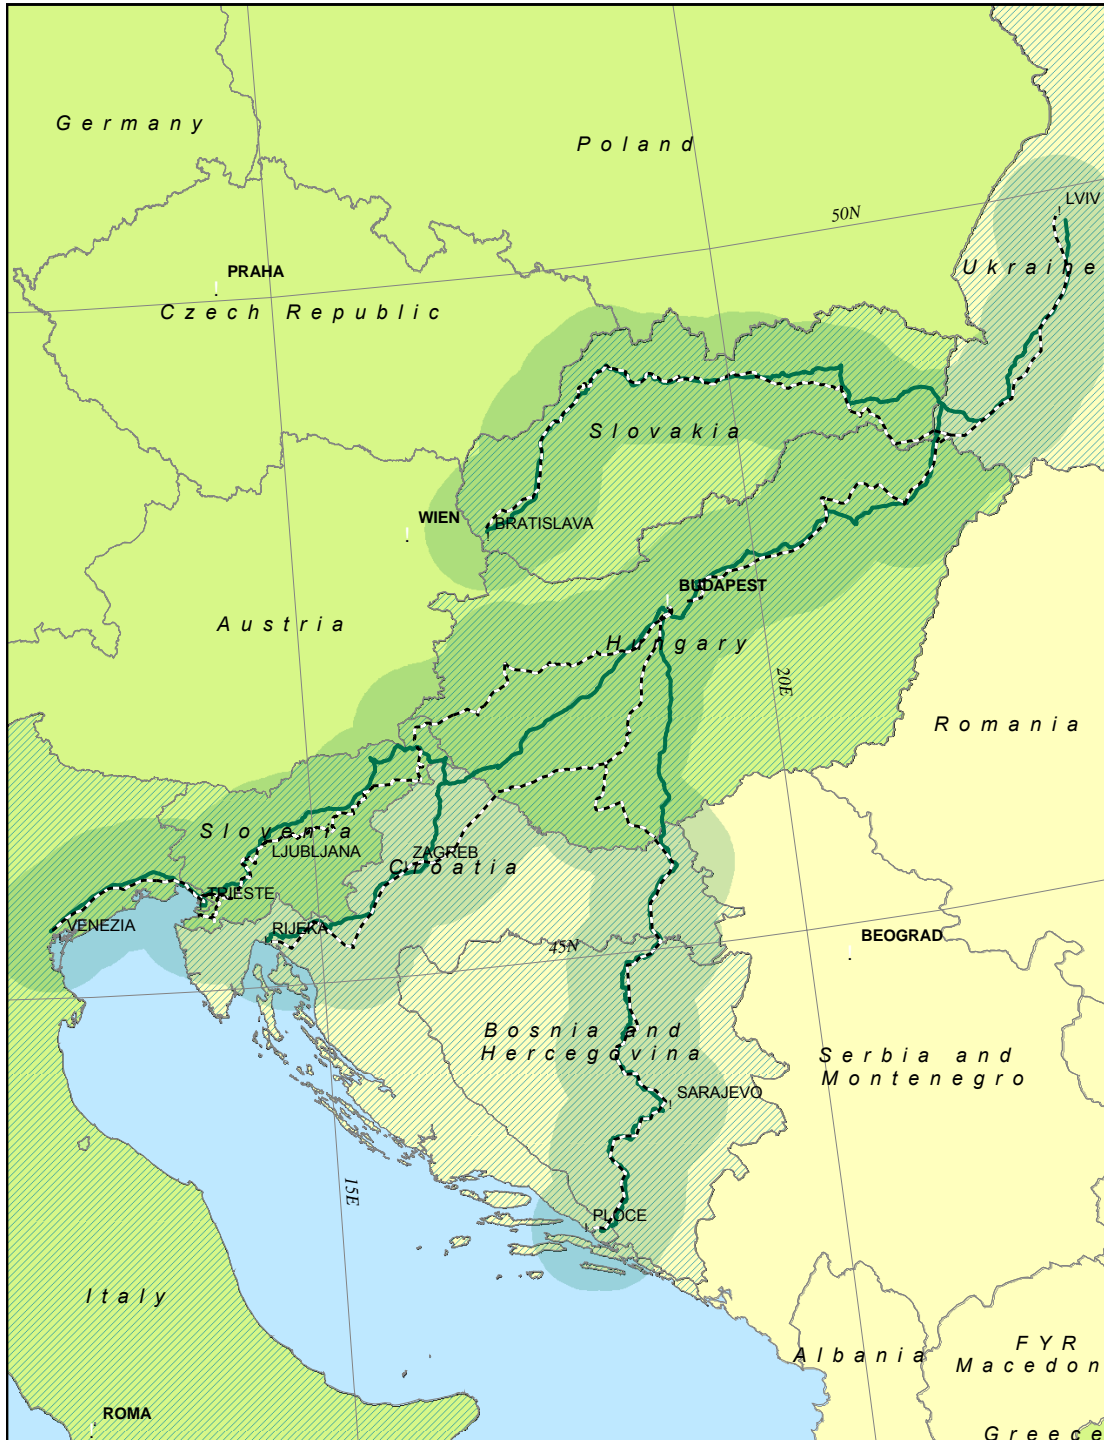 Germany
Poland
LVIV
50N
Ukraine
PRAHA
Czech Republic
Slovakia
WIEN
BRATISLAVA
BUDAPEST
Austria
Hungary
20E
Romania
Slovenia
LJUBLJANA
ZAGREB
Croatia
TRIESTE
VENEZIA
RIJEKA
45N
BEOGRAD
Bosnia and
Hercegovina
Serbia and
Montenegro
SARAJEVO
15E
PLOCE
Italy
Albania
FYR
Macedon
ROMA
Greece